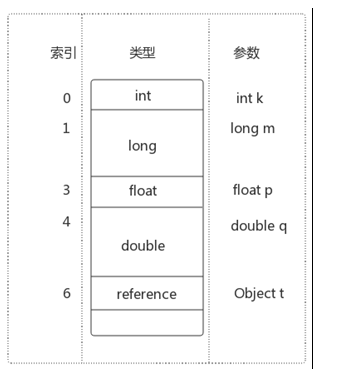 索引 类型 参数
0 int int k
1 long long m
3 float float p
4 double double q
6 reference Object t